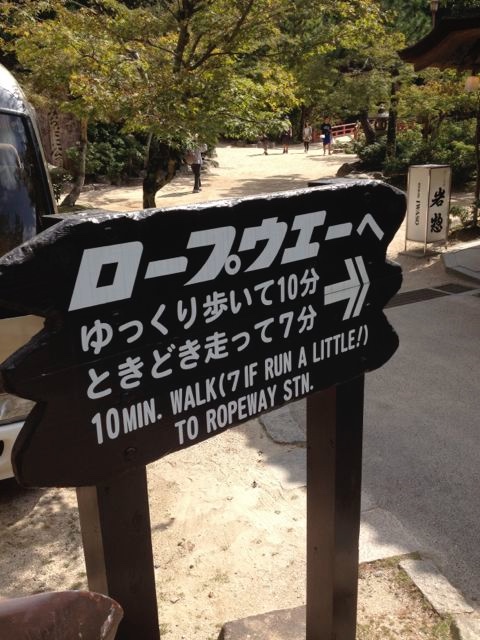 ロープウエーへ
ゆっくり歩いて10分
ときどき走って7分
10MIN. WALK(7 IF RUN A LITTLE!)
TO ROPEWAY STN.
岩惣
IWASO